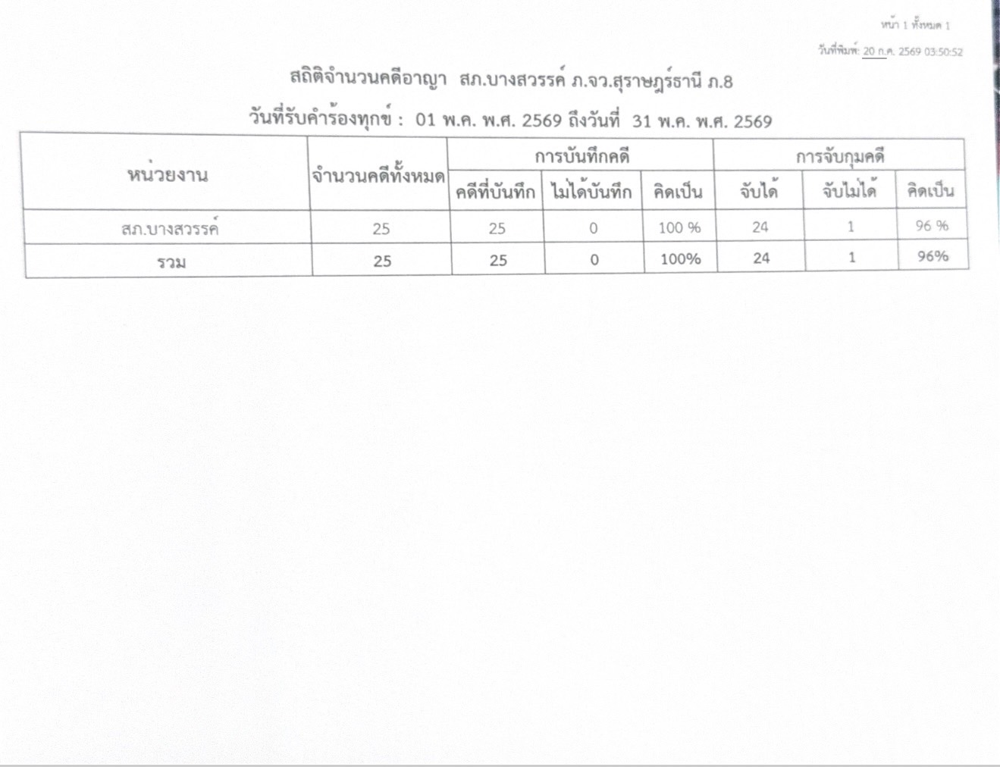 หน้า 1 ทั้งหมด 1
วันที่พิมพ์: 20 ก.ค. 2569 03:50:52
สถิติจำนวนคดีอาญา สภ.บางสวรรค์ ภ.จว.สุราษฎร์ธานี ภ.8
วันที่รับคำร้องทุกข์ : 01 พ.ค. พ.ศ. 2569 ถึงวันที่ 31 พ.ค. พ.ศ. 2569
หน่วยงาน จำนวนคดีทั้งหมด การบันทึกคดี การจับกุมคดี
คดีที่บันทึก ไม่ได้บันทึก คิดเป็น จับได้ จับไม่ได้ คิดเป็น
สภ.บางสวรรค์ 25 25 0 100 % 24 1 96 %
รวม 25 25 0 100% 24 1 96%